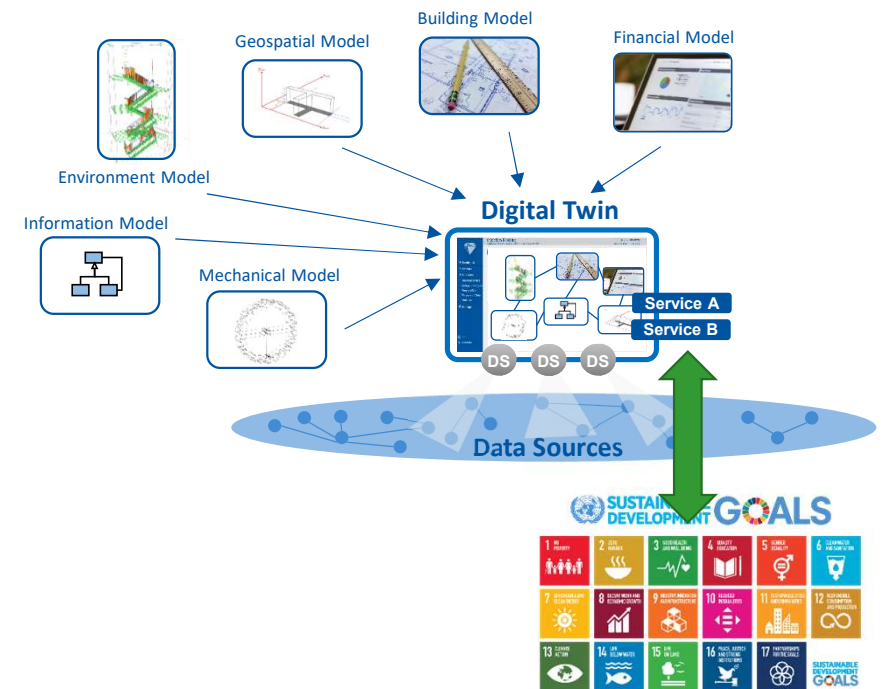 Building Model
Geospatial Model
Financial Model
Environment Model
Digital Twin
Information Model
Mechanical Model
Service A
Service B
DS
DS
DS
Data Sources
SUSTAINABLE
DEVELOPMENT
GOALS
1 NO
POVERTY
2 ZERO
HUNGER
3 GOOD HEALTH
AND WELL-BEING
4 QUALITY
EDUCATION
5 GENDER
EQUALITY
6 CLEAN WATER
AND SANITATION
7 AFFORDABLE AND
CLEAN ENERGY
8 DECENT WORK AND
ECONOMIC GROWTH
9 INDUSTRY, INNOVATION
AND INFRASTRUCTURE
10 REDUCED
INEQUALITIES
11 SUSTAINABLE CITIES
AND COMMUNITIES
12 RESPONSIBLE
CONSUMPTION
AND PRODUCTION
13 CLIMATE
ACTION
14 LIFE
BELOW WATER
15 LIFE
ON LAND
16 PEACE, JUSTICE
AND STRONG
INSTITUTIONS
17 PARTNERSHIPS
FOR THE GOALS
SUSTAINABLE
DEVELOPMENT
GOALS